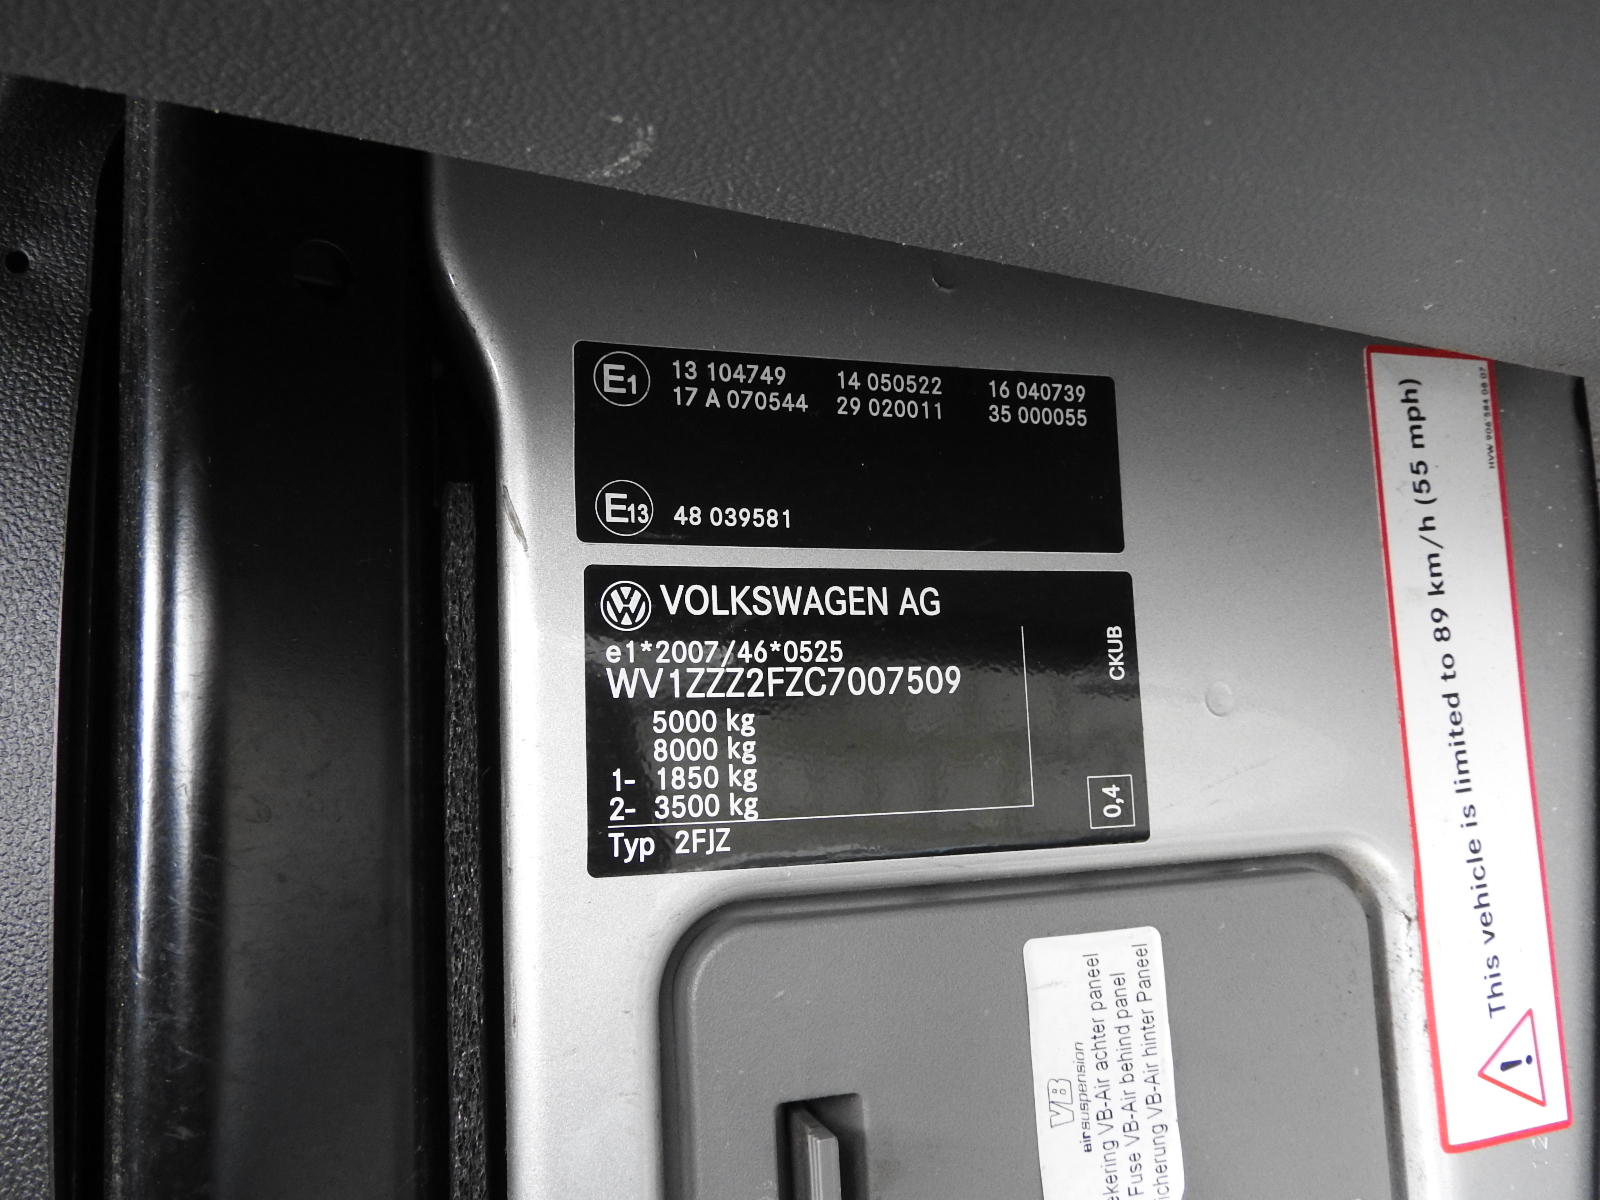 E1
13 104749 14 050522 16 040739
17 A 070544 29 020011 35 000055
E13
48 039581
VOLKSWAGEN AG
e1*2007/46*0525
WV1ZZZ2FZC7007509
5000 kg
8000 kg
1- 1850 kg
2- 3500 kg
Typ 2FJZ
CKUB
0,4
This vehicle is limited to 89 km/h (55 mph)
VB
airsuspension
ekering VB-Air achter paneel
Fuse VB-Air behind panel
icherung VB-Air hinter Paneel